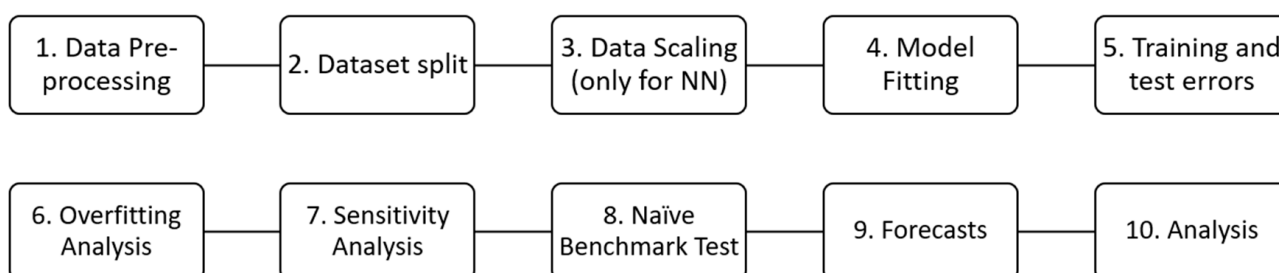 1. Data Pre-
processing
2. Dataset split
3. Data Scaling
(only for NN)
4. Model
Fitting
5. Training and
test errors
6. Overfitting
Analysis
7. Sensitivity
Analysis
8. Naïve
Benchmark Test
9. Forecasts
10. Analysis